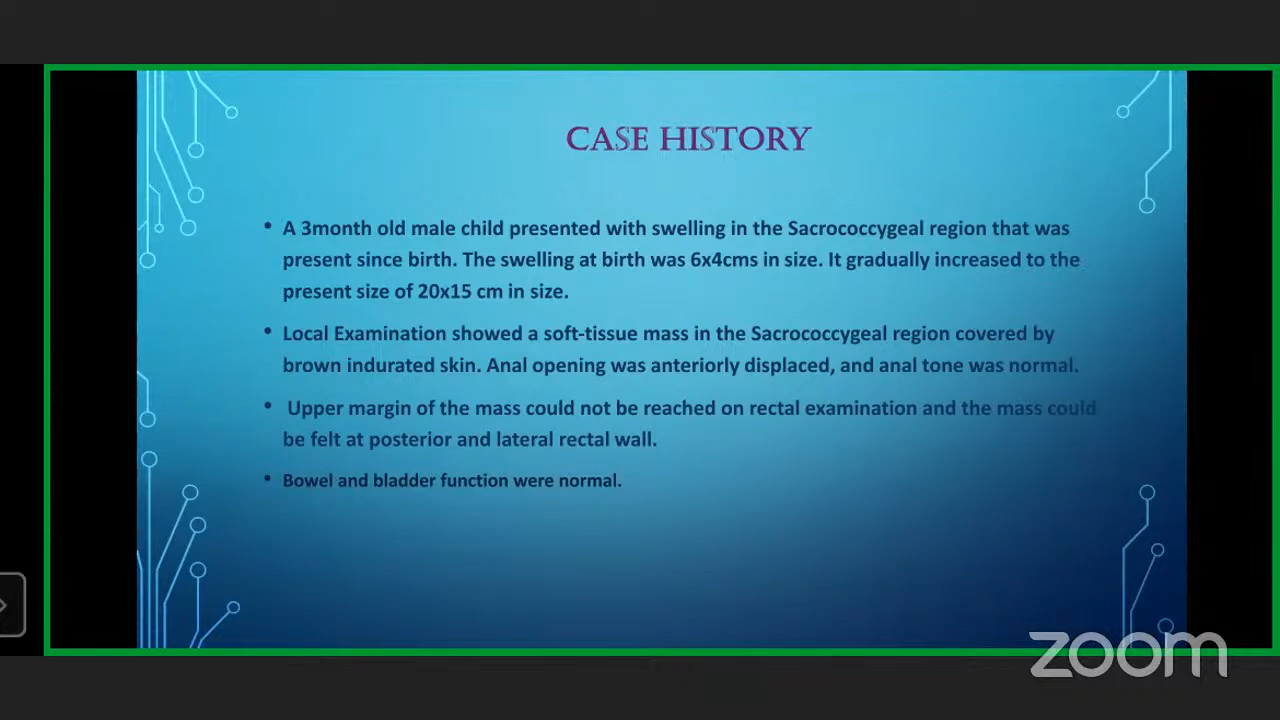 CASE HISTORY
• A 3month old male child presented with swelling in the Sacrococcygeal region that was
present since birth. The swelling at birth was 6x4cms in size. It gradually increased to the
present size of 20x15 cm in size.
• Local Examination showed a soft-tissue mass in the Sacrococcygeal region covered by
brown indurated skin. Anal opening was anteriorly displaced, and anal tone was normal.
• Upper margin of the mass could not be reached on rectal examination and the mass could
be felt at posterior and lateral rectal wall.
• Bowel and bladder function were normal.
zoom